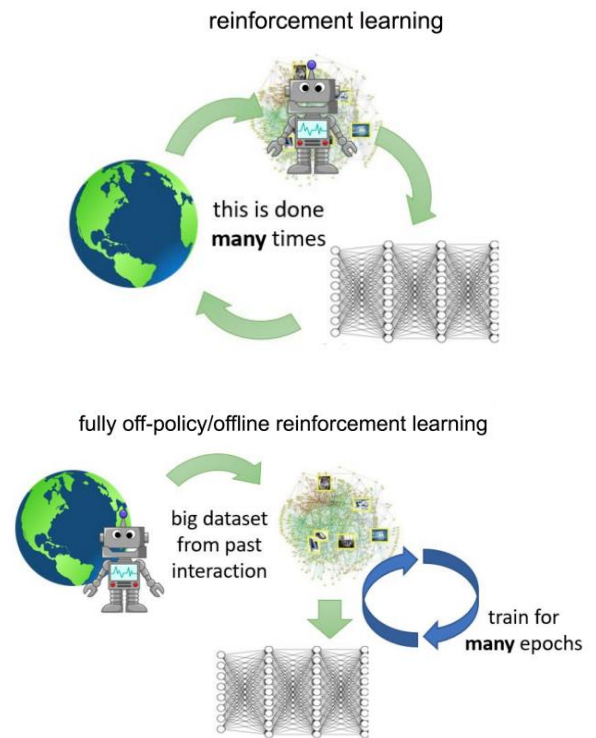 reinforcement learning
this is done
many times
fully off-policy/offline reinforcement learning
big dataset
from past
interaction
train for
many epochs